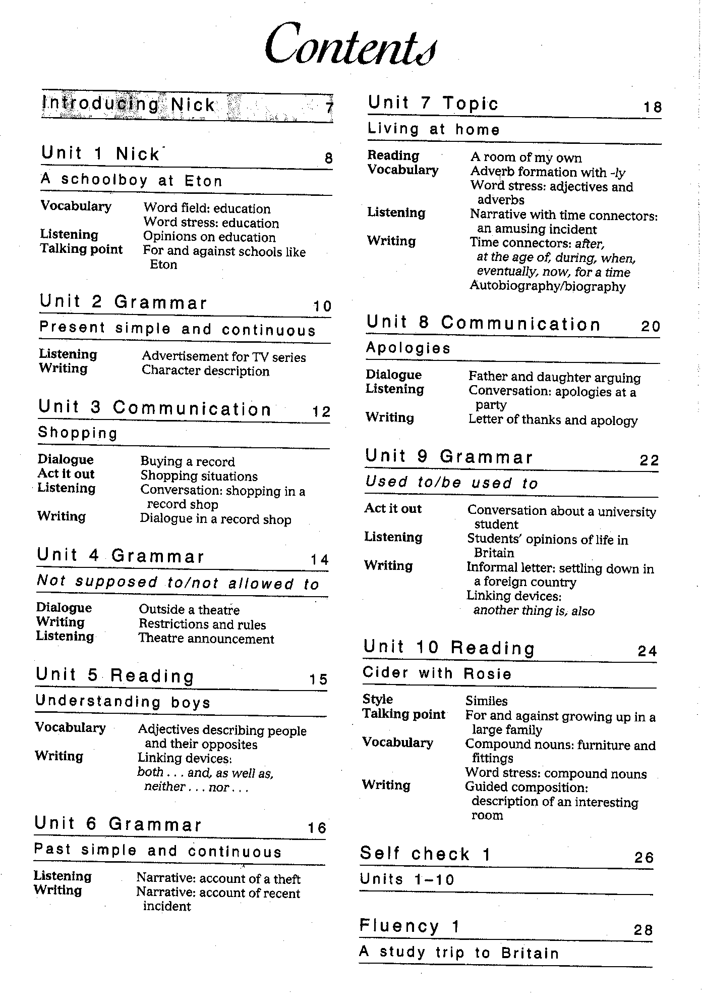 Contents
Introducing Nick 7
Unit 1 Nick 8
A schoolboy at Eton
Vocabulary Word field: education
Word stress: education
Listening Opinions on education
Talking point For and against schools like
Eton
Unit 2 Grammar 10
Present simple and continuous
Listening Advertisement for TV series
Writing Character description
Unit 3 Communication 12
Shopping
Dialogue Buying a record
Act it out Shopping situations
Listening Conversation: shopping in a
record shop
Writing Dialogue in a record shop
Unit 4 Grammar 14
Not supposed to/not allowed to
Dialogue Outside a theatre
Writing Restrictions and rules
Listening Theatre announcement
Unit 5 Reading 15
Understanding boys
Vocabulary Adjectives describing people
and their opposites
Writing Linking devices:
both . . . and, as well as,
neither . . . nor . . .
Unit 6 Grammar 16
Past simple and continuous
Listening Narrative: account of a theft
Writing Narrative: account of recent
incident
Unit 7 Topic 18
Living at home
Reading A room of my own
Vocabulary Adverb formation with -ly
Word stress: adjectives and
adverbs
Listening Narrative with time connectors:
an amusing incident
Writing Time connectors: after,
at the age of, during, when,
eventually, now, for a time
Autobiography/biography
Unit 8 Communication 20
Apologies
Dialogue Father and daughter arguing
Listening Conversation: apologies at a
party
Writing Letter of thanks and apology
Unit 9 Grammar 22
Used to/be used to
Act it out Conversation about a university
student
Listening Students' opinions of life in
Britain
Writing Informal letter: settling down in
a foreign country
Linking devices:
another thing is, also
Unit 10 Reading 24
Cider with Rosie
Style Similes
Talking point For and against growing up in a
large family
Vocabulary Compound nouns: furniture and
fittings
Word stress: compound nouns
Writing Guided composition:
description of an interesting
room
Self check 1 26
Units 1–10
Fluency 1 28
A study trip to Britain